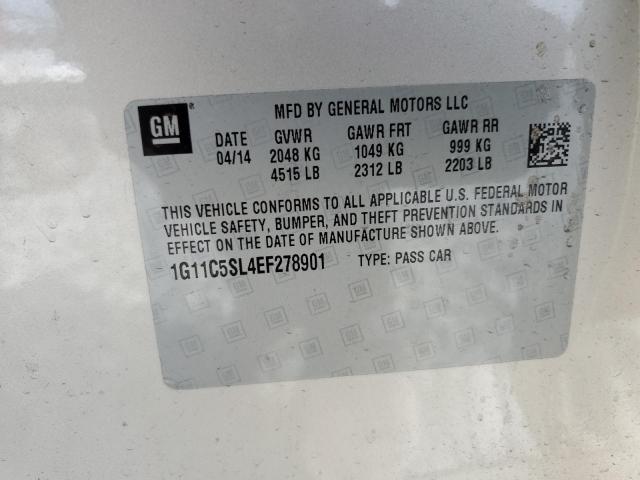 GM
MFD BY GENERAL MOTORS LLC
DATE GVWR GAWR FRT GAWR RR
04/14 2048 KG 1049 KG 999 KG
4515 LB 2312 LB 2203 LB
THIS VEHICLE CONFORMS TO ALL APPLICABLE U.S. FEDERAL MOTOR
VEHICLE SAFETY, BUMPER, AND THEFT PREVENTION STANDARDS IN
EFFECT ON THE DATE OF MANUFACTURE SHOWN ABOVE.
1G11C5SL4EF278901 TYPE: PASS CAR